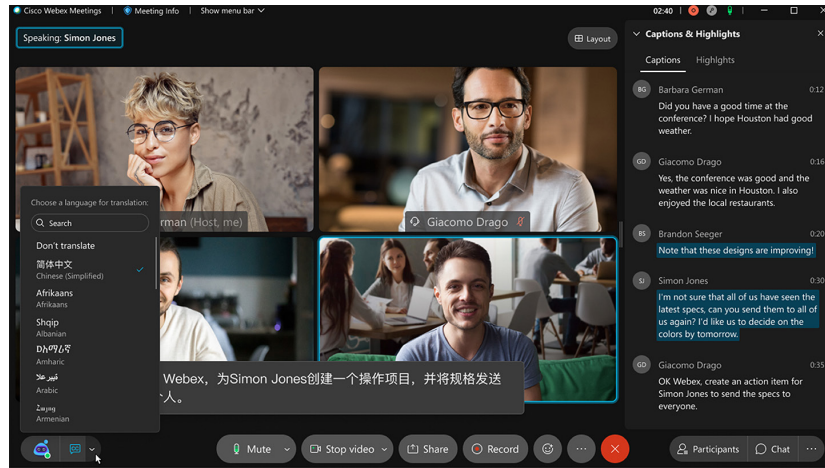 Cisco Webex Meetings
Meeting Info
Show menu bar
02:40
Speaking: Simon Jones
Layout
rman (Host, me)
Giacomo Drago
Choose a language for translation:
Search
Don't translate
简体中文
Chinese (Simplified)
Afrikaans
Afrikaans
Shqip
Albanian
Amharic
Arabic
Armenian
Webex，为Simon Jones创建一个操作项目，并将规格发送
个人。
CC
Mute
Stop video
Share
Record
Participants
Chat
Captions & Highlights
Captions
Highlghts
BG
Barbara German
0:12
Did you have a good time at the
conference? I hope Houston had good
weather.
GD
Giacomo Drago
0:16
Yes, the conference was good and the
weather was nice in Houston. I also
enjoyed the local restaurants.
BS
Brandon Seeger
0:20
Note that these designs are improving!
SJ
Simon Jones
0:30
I'm not sure that all of us have seen the
latest specs, can you send them to all of
us again? I'd like us to decide on the
colors by tomorrow.
GD
Giacomo Drago
0:35
OK Webex, create an action item for
Simon Jones to send the specs to
everyone.